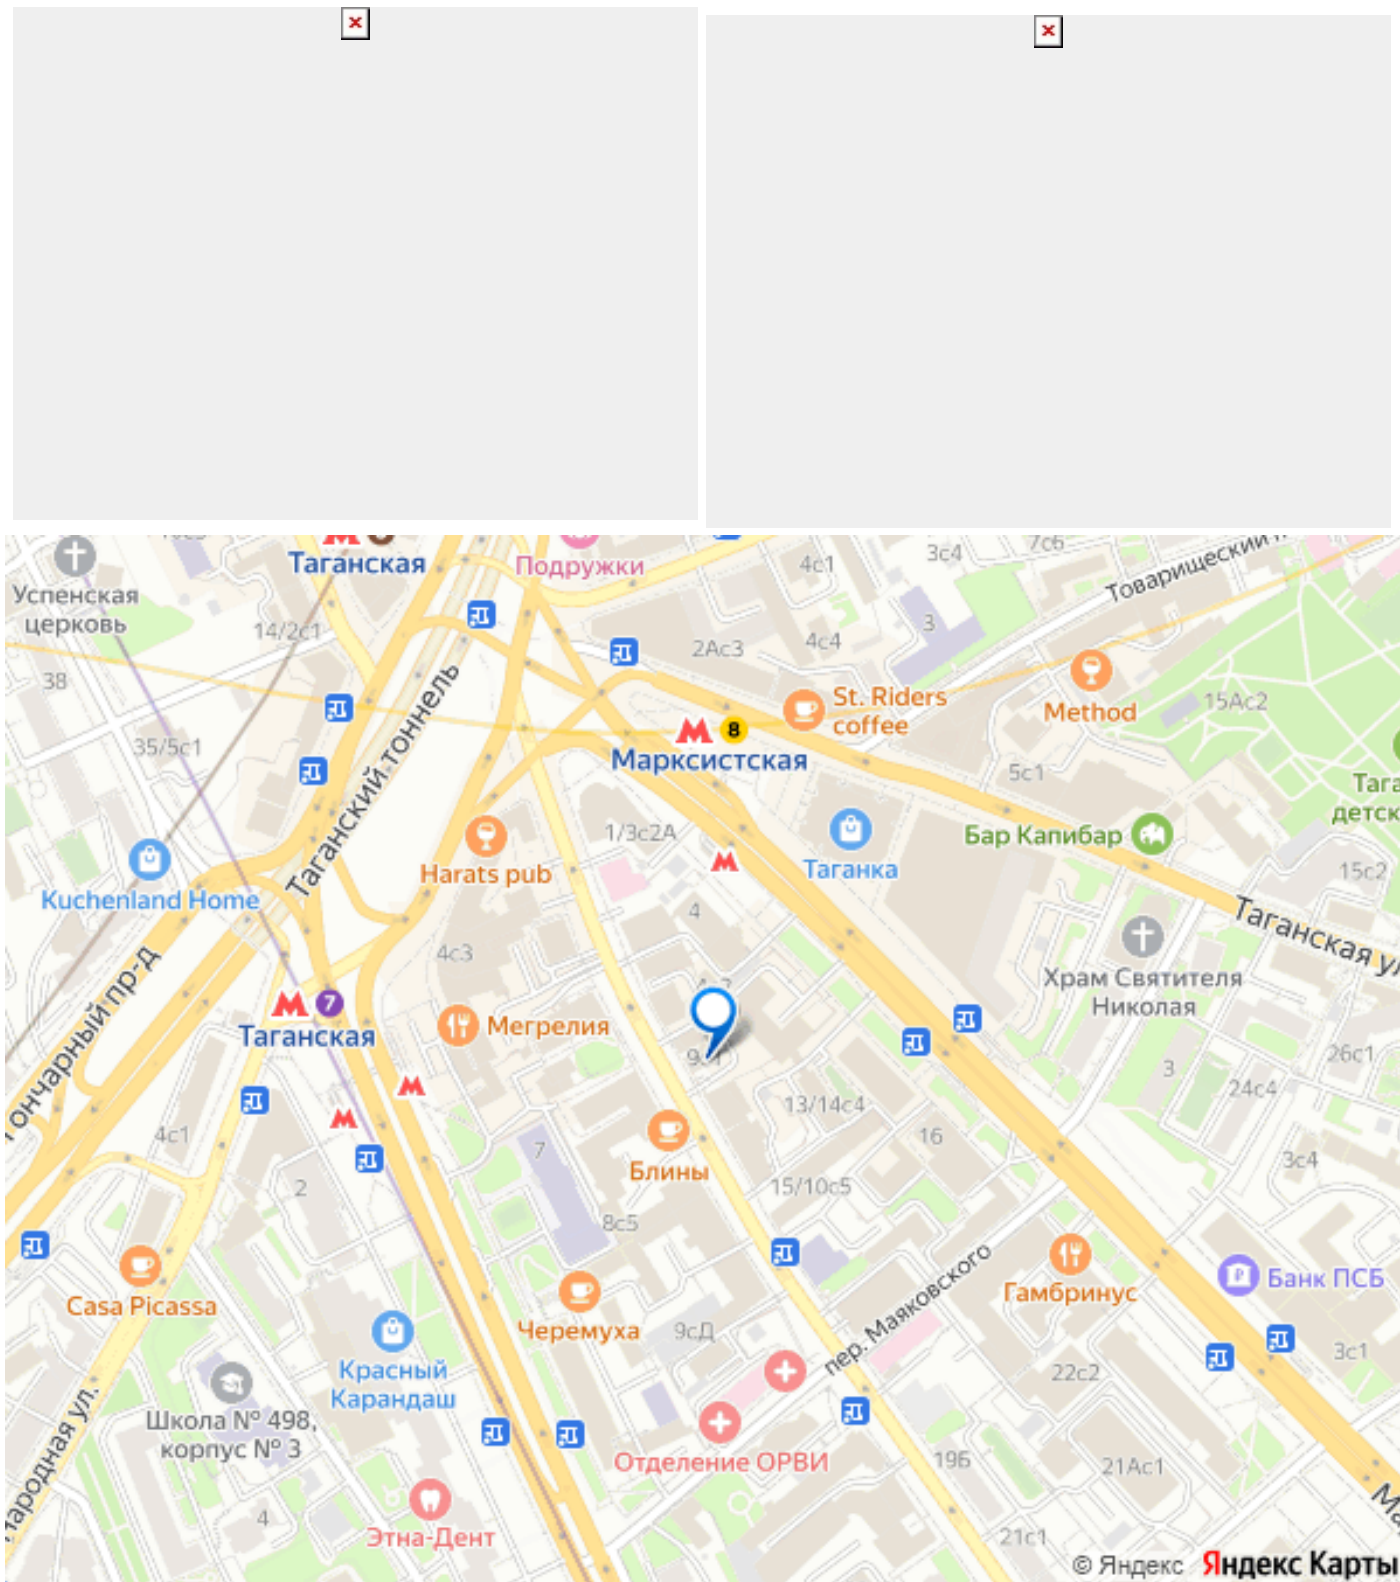 Таганская
Подружки
4с1
3с4
7с6
Товарищеский
Успенская
церковь
14/2с1
2Ас3
4с4
3
38
Таганский тоннель
St. Riders
coffee
Method
15Ас2
35/5с1
8
Марксистская
5с1
1/3с2А
Бар Капибар
Harats pub
Таганка
15с2
Kuchenland Home
4
Таганская ул
4с3
Гончарный пр-д
Храм Святителя
Николая
7
Таганская
Мегрелия
26с1
3
24с4
13/14с4
4с1
7
16
Блины
3с4
2
15/10с5
8с5
Casa Picassa
пер. Маяковского
Гамбринус
Банк ПСБ
Черемуха
9сД
3с1
Красный
Карандаш
22с2
Школа № 498,
корпус № 3
Народная ул.
Отделение ОРВИ
19Б
21Ас1
4
Этна-Дент
21с1
© Яндекс Яндекс Карты